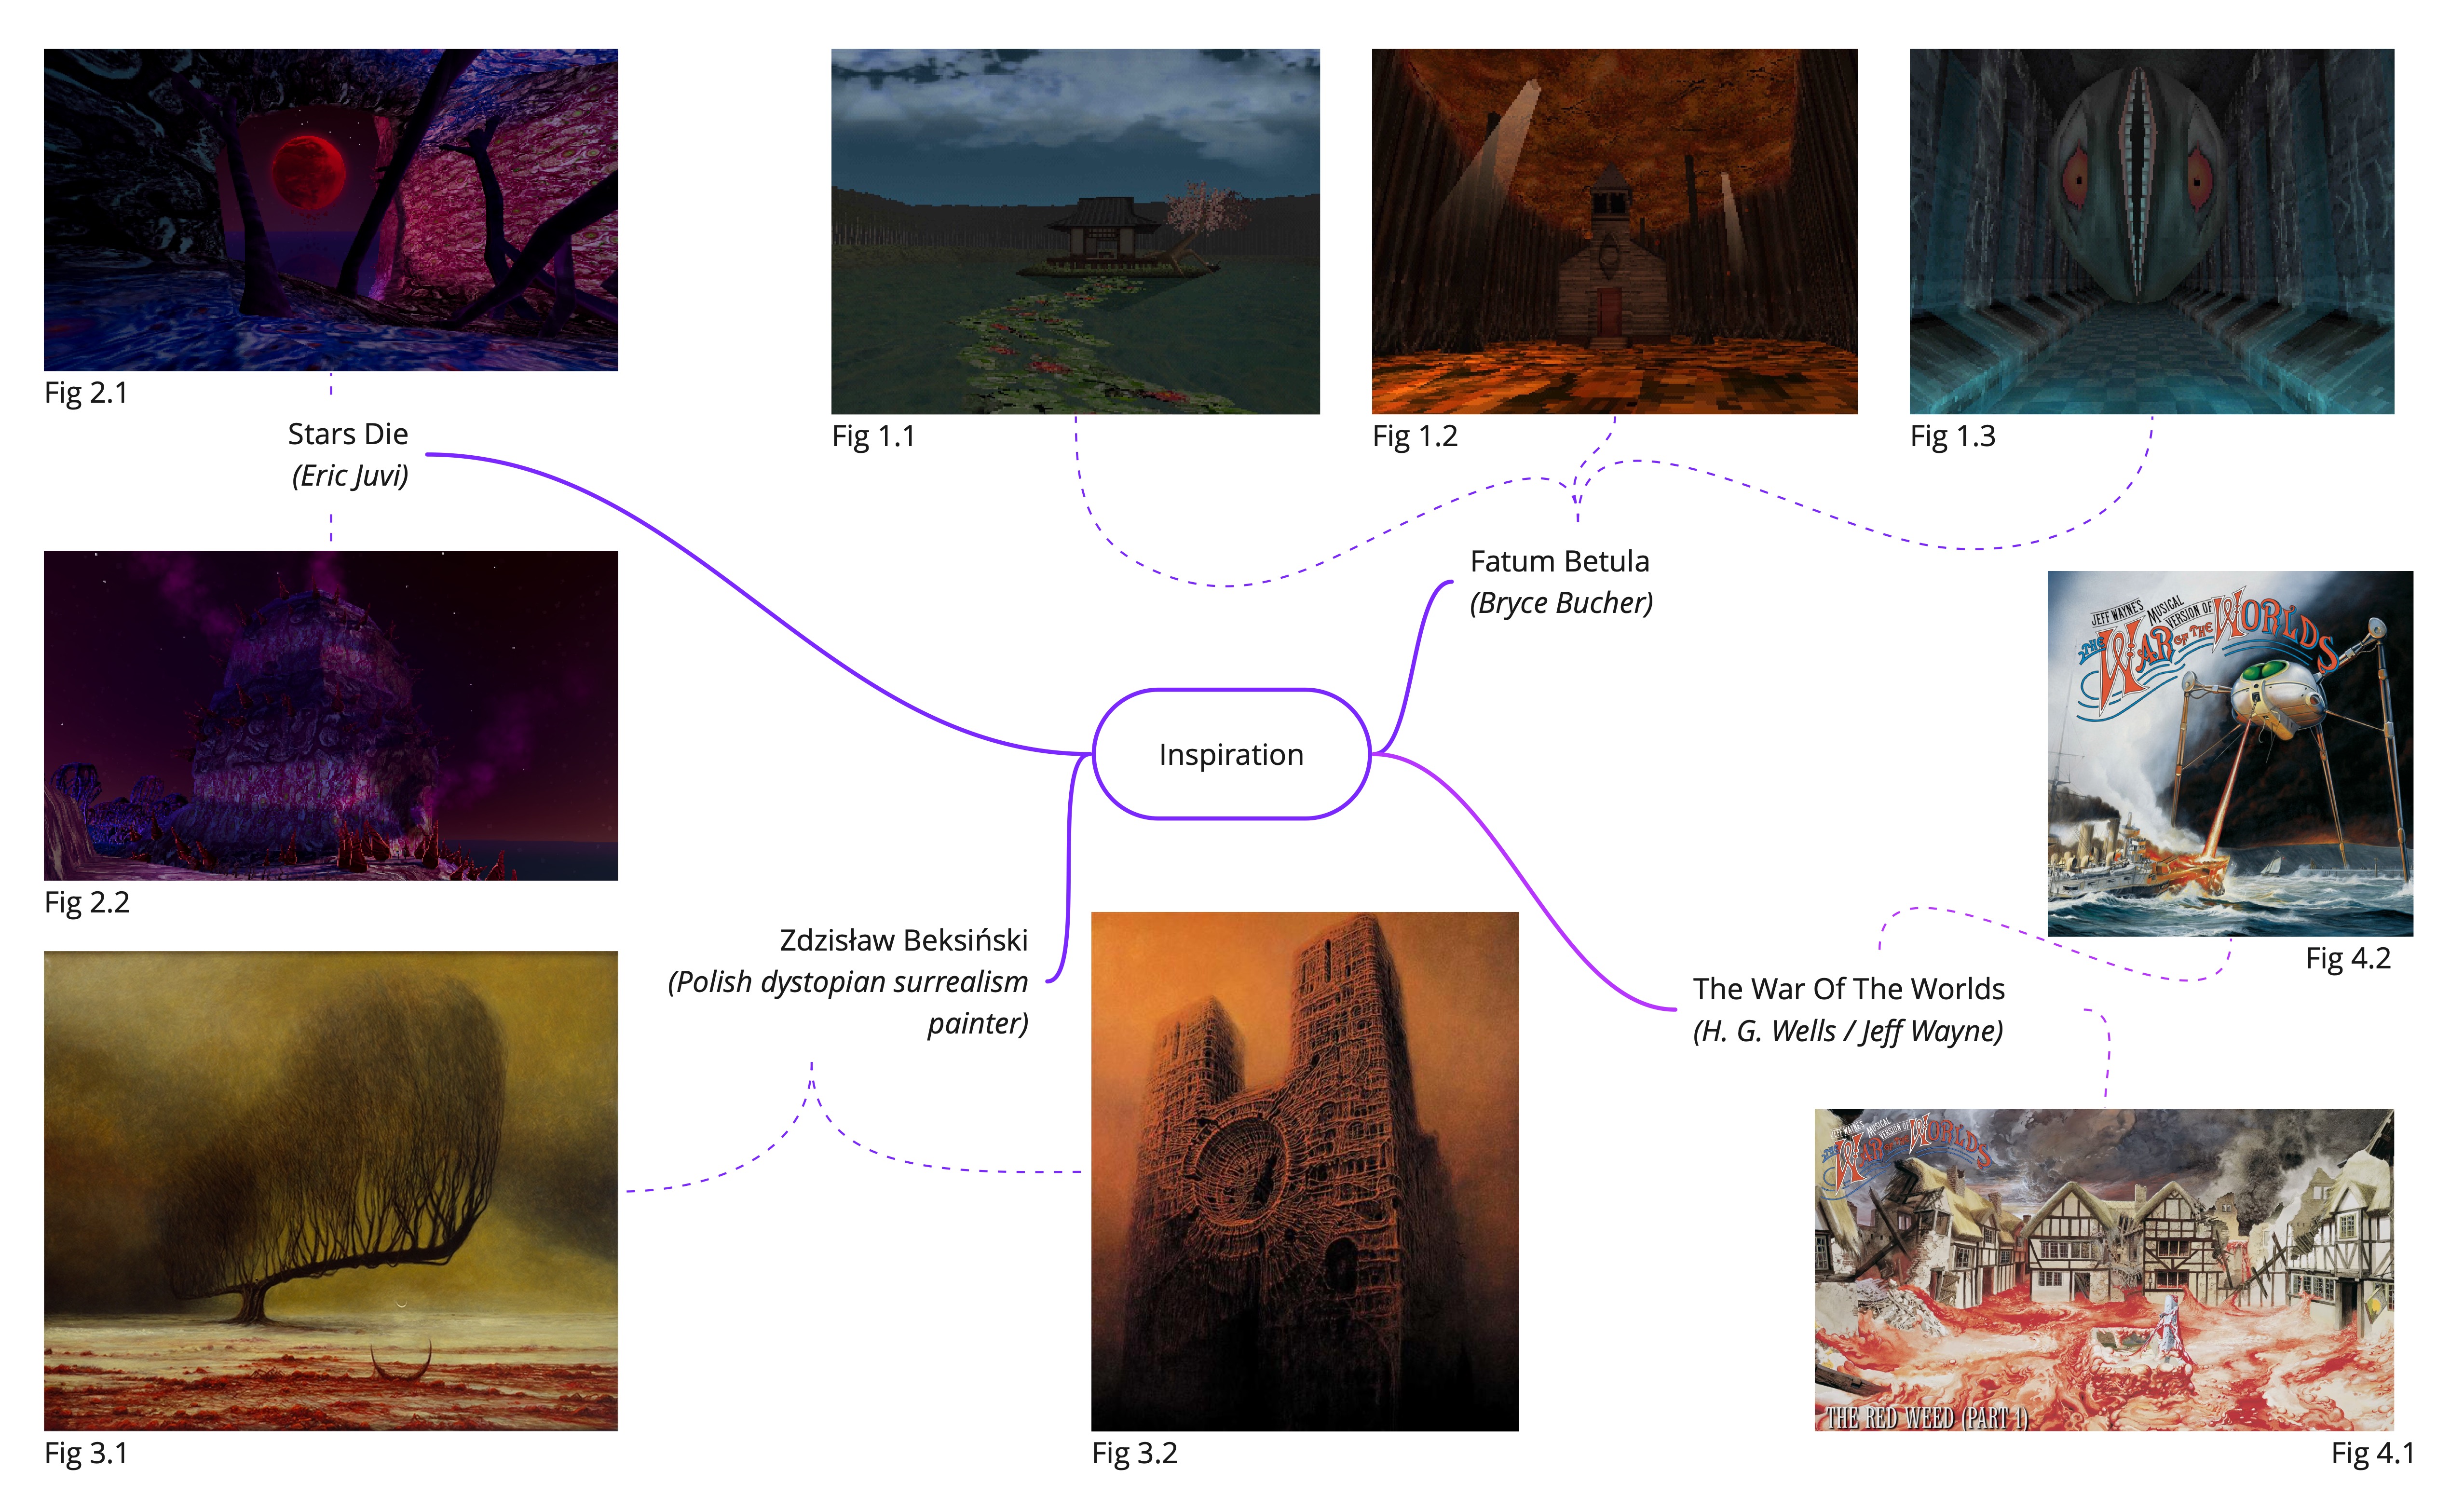 Fig 2.1
Fig 1.1
Fig 1.2
Fig 1.3
Stars Die
(Eric Juvi)
Fatum Betula
(Bryce Bucher)
JEFF WAYNE'S
MUSICAL
VERSION OF
THE WAR OF THE WORLDS
Inspiration
Fig 2.2
Zdzisław Beksiński
(Polish dystopian surrealism
painter)
Fig 4.2
The War Of The Worlds
(H. G. Wells / Jeff Wayne)
JEFF WAYNE'S
MUSICAL
VERSION OF
THE WAR OF THE WORLDS
THE RED WEED (PART 1)
Fig 3.1
Fig 3.2
Fig 4.1